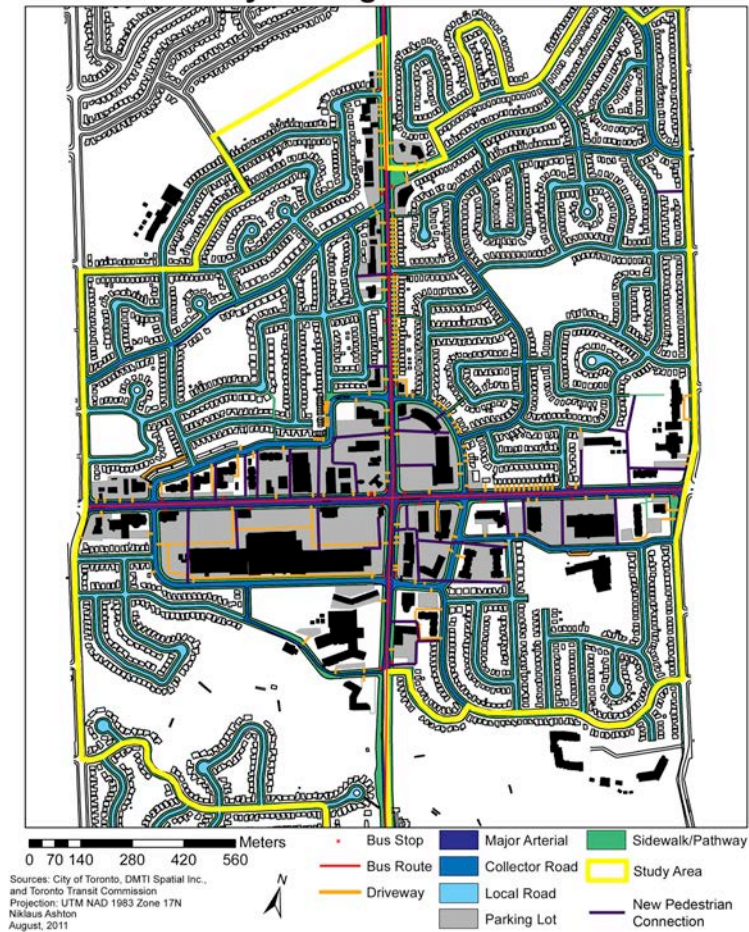 Meters
0 70 140 280 420 560
Sources: City of Toronto, DMTI Spatial Inc.,
and Toronto Transit Commission
Projection: UTM NAD 1983 Zone 17N
Niklaus Ashton
August, 2011
N
Bus Stop
Bus Route
Driveway
Major Arterial
Collector Road
Local Road
Parking Lot
Sidewalk/Pathway
Study Area
New Pedestrian
Connection